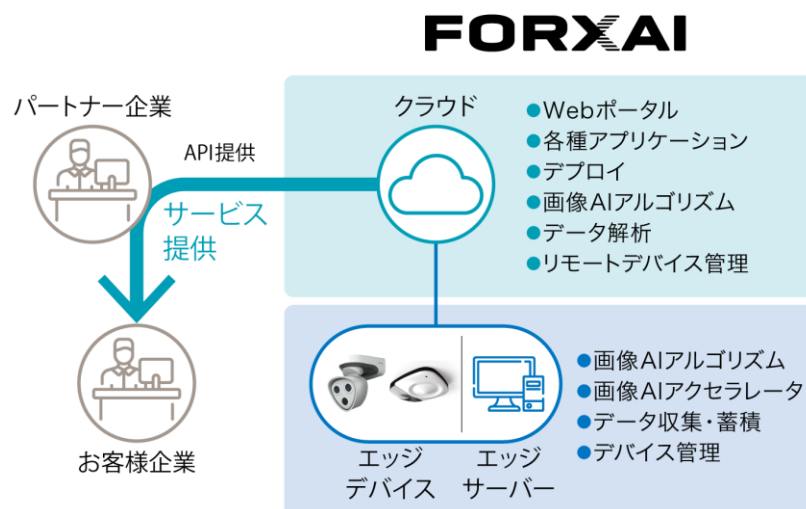 FORXAI
パートナー企業
API提供
サービス
提供
お客様企業
クラウド
●Webポータル
●各種アプリケーション
●デプロイ
●画像AIアルゴリズム
●データ解析
●リモートデバイス管理
エッジ
デバイス
エッジ
サーバー
●画像AIアルゴリズム
●画像AIアクセラレータ
●データ収集・蓄積
●デバイス管理